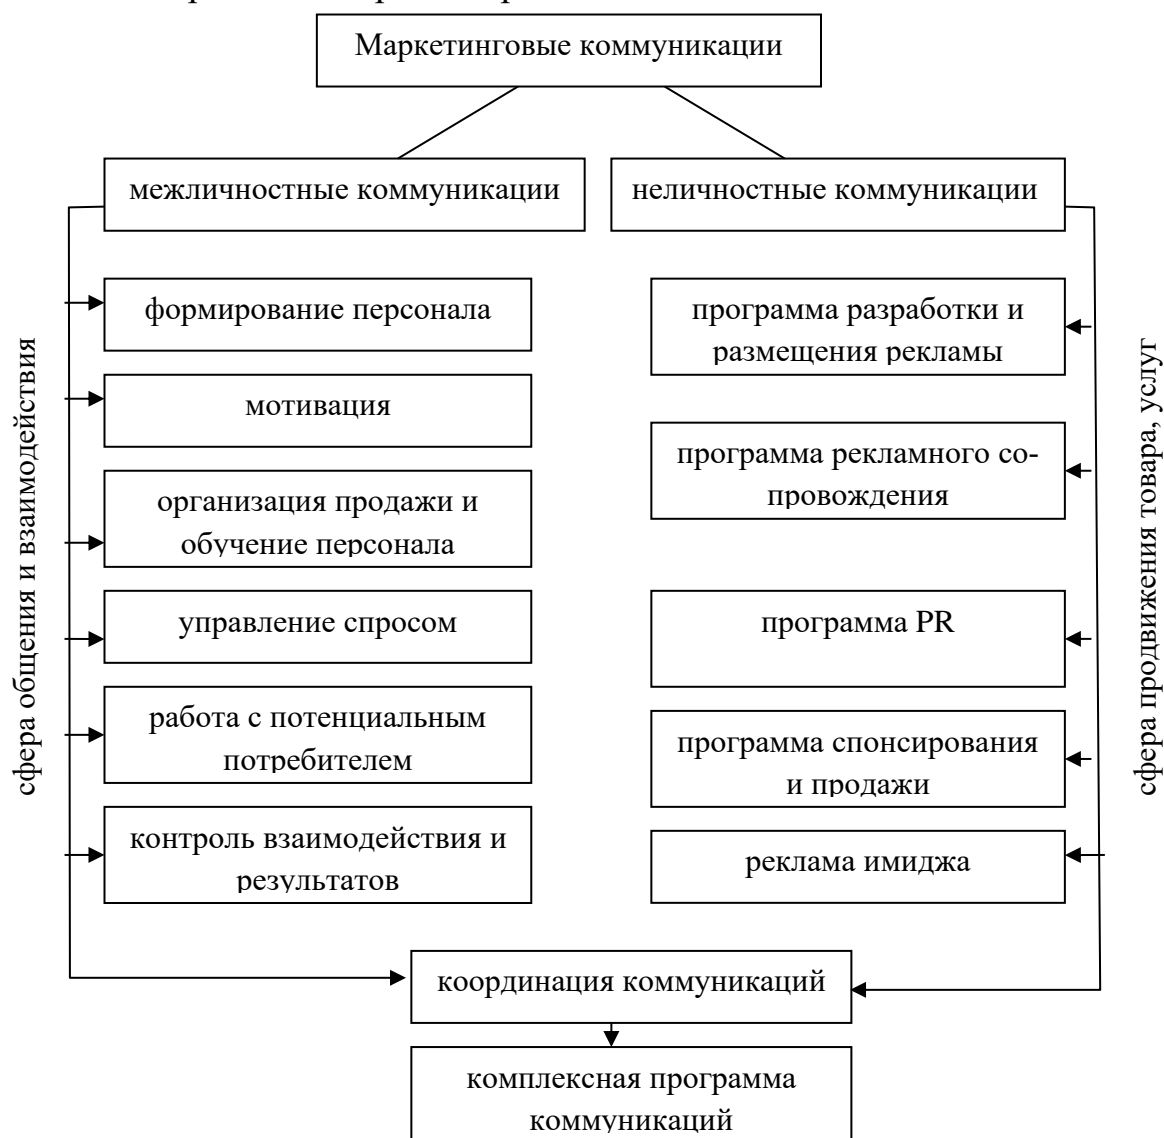 Маркетинговые коммуникации
межличностные коммуникации
неличностные коммуникации
сфера общения и взаимодействия
формирование персонала
мотивация
организация продажи и
обучение персонала
управление спросом
работа с потенциальным
потребителем
контроль взаимодействия и
результатов
программа разработки и
размещения рекламы
программа рекламного со-
провождения
программа PR
программа спонсирования
и продажи
реклама имиджа
сфера продвижения товара, услуг
координация коммуникаций
комплексная программа
коммуникаций